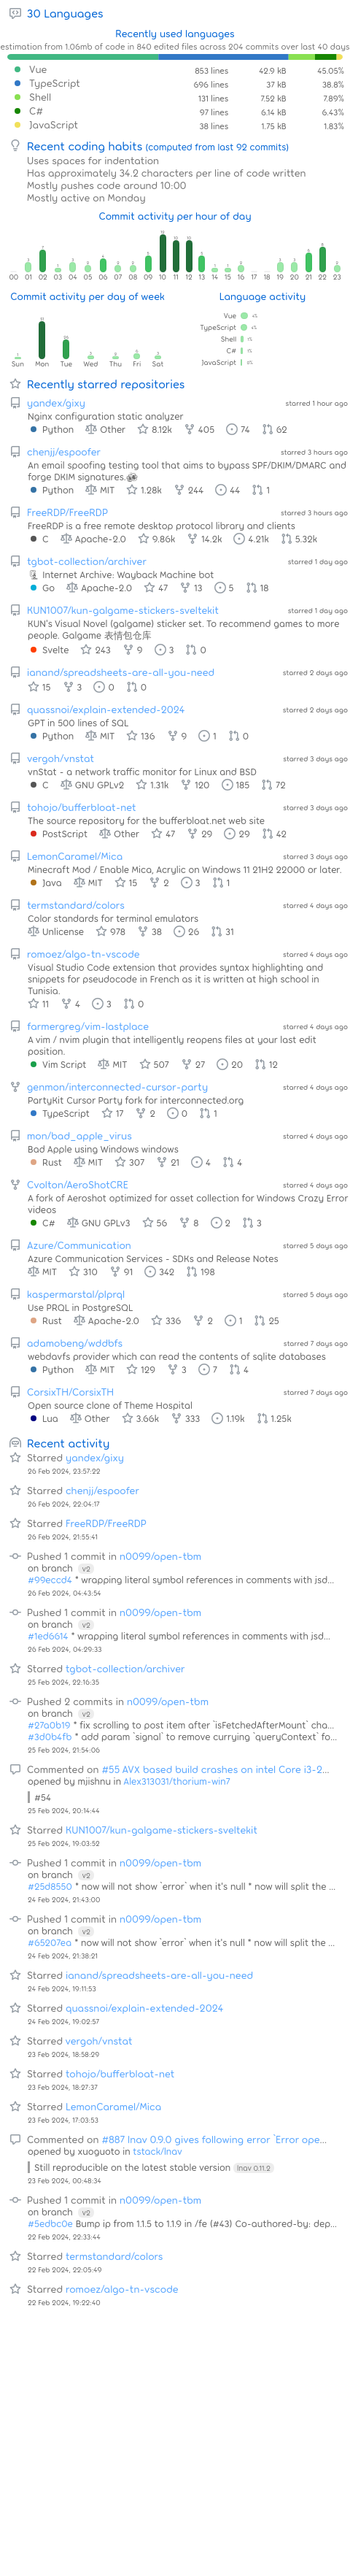 30 Languages
Recently used languages
estimation from 1.06mb of code in 840 edited files across 204 commits over last 40 days
Vue 853 lines 42.9 kB 45.05%
TypeScript 696 lines 37 kB 38.8%
Shell 131 lines 7.52 kB 7.89%
C# 97 lines 6.14 kB 6.43%
JavaScript 38 lines 1.75 kB 1.83%
Recent coding habits (computed from last 92 commits)
Uses spaces for indentation
Has approximately 34.2 characters per line of code written
Mostly pushes code around 10:00
Mostly active on Monday
Commit activity per hour of day
00 01 02 03 04 05 06 07 08 09 10 11 12 13 14 15 16 17 18 19 20 21 22 23
Commit activity per day of week
Sun Mon Tue Wed Thu Fri Sat
Language activity
Vue
TypeScript
Shell
C#
JavaScript
Recently starred repositories
yandex/gixy starred 1 hour ago
Nginx configuration static analyzer
Python Other 8.12k 405 74 62
chenjj/espoofer starred 3 hours ago
An email spoofing testing tool that aims to bypass SPF/DKIM/DMARC and
forge DKIM signatures.
Python MIT 1.28k 244 44 1
FreeRDP/FreeRDP starred 3 hours ago
FreeRDP is a free remote desktop protocol library and clients
C Apache-2.0 9.86k 14.2k 4.21k 5.32k
tgbot-collection/archiver starred 1 day ago
Internet Archive: Wayback Machine bot
Go Apache-2.0 47 13 5 18
KUN1007/kun-galgame-stickers-sveltekit starred 1 day ago
KUN's Visual Novel (galgame) sticker set. To recommend games to more
people. Galgame 表情包仓库
Svelte 243 9 3 0
ianand/spreadsheets-are-all-you-need starred 2 days ago
15 3 0 0
quassnoi/explain-extended-2024 starred 2 days ago
GPT in 500 lines of SQL
Python MIT 136 9 1 0
vergoh/vnstat starred 3 days ago
vnStat - a network traffic monitor for Linux and BSD
C GNU GPLv2 1.31k 120 185 72
tohojo/bufferbloat-net starred 3 days ago
The source repository for the bufferbloat.net web site
PostScript Other 47 29 29 42
LemonCaramel/Mica starred 3 days ago
Minecraft Mod / Enable Mica, Acrylic on Windows 11 21H2 22000 or later.
Java MIT 15 2 3 1
termstandard/colors starred 4 days ago
Color standards for terminal emulators
Unlicense 978 38 26 31
romoez/algo-tn-vscode starred 4 days ago
Visual Studio Code extension that provides syntax highlighting and
snippets for pseudocode in French as it is written at high school in
Tunisia.
11 4 3 0
farmergreg/vim-lastplace starred 4 days ago
A vim / nvim plugin that intelligently reopens files at your last edit
position.
Vim Script MIT 507 27 20 12
genmon/interconnected-cursor-party starred 4 days ago
PartyKit Cursor Party fork for interconnected.org
TypeScript 17 2 0 1
mon/bad_apple_virus starred 4 days ago
Bad Apple using Windows windows
Rust MIT 307 21 4 4
Cvolton/AeroShotCRE starred 4 days ago
A fork of Aeroshot optimized for asset collection for Windows Crazy Error
videos
C# GNU GPLv3 56 8 2 3
Azure/Communication starred 5 days ago
Azure Communication Services - SDKs and Release Notes
MIT 310 91 342 198
kaspermarstal/plprql starred 5 days ago
Use PRQL in PostgreSQL
Rust Apache-2.0 336 2 1 25
adamobeng/wddbfs starred 7 days ago
webdavfs provider which can read the contents of sqlite databases
Python MIT 129 3 7 4
CorsixTH/CorsixTH starred 7 days ago
Open source clone of Theme Hospital
Lua Other 3.66k 333 1.19k 1.25k
Recent activity
Starred yandex/gixy
26 Feb 2024, 23:57:22
Starred chenjj/espoofer
26 Feb 2024, 22:04:17
Starred FreeRDP/FreeRDP
26 Feb 2024, 21:55:41
Pushed 1 commit in n0099/open-tbm
on branch v2
#99eccd4 * wrapping literal symbol references in comments with jsd...
26 Feb 2024, 04:43:54
Pushed 1 commit in n0099/open-tbm
on branch v2
#1ed6614 * wrapping literal symbol references in comments with jsd...
26 Feb 2024, 04:29:33
Starred tgbot-collection/archiver
25 Feb 2024, 22:16:35
Pushed 2 commits in n0099/open-tbm
on branch v2
#27a0b19 * fix scrolling to post item after `isFetchedAfterMount` cha...
#3d0b4fb * add param `signal` to remove currying `queryContext` fo...
25 Feb 2024, 21:54:06
Commented on #55 AVX based build crashes on intel Core i3-2...
opened by mjishnu in Alex313031/thorium-win7
#54
25 Feb 2024, 20:14:44
Starred KUN1007/kun-galgame-stickers-sveltekit
25 Feb 2024, 19:03:52
Pushed 1 commit in n0099/open-tbm
on branch v2
#25d8550 * now will not show `error` when it's null * now will split the ...
24 Feb 2024, 21:43:00
Pushed 1 commit in n0099/open-tbm
on branch v2
#65207ea * now will not show `error` when it's null * now will split the ...
24 Feb 2024, 21:38:21
Starred ianand/spreadsheets-are-all-you-need
24 Feb 2024, 19:11:53
Starred quassnoi/explain-extended-2024
24 Feb 2024, 19:02:57
Starred vergoh/vnstat
23 Feb 2024, 18:58:29
Starred tohojo/bufferbloat-net
23 Feb 2024, 18:27:37
Starred LemonCaramel/Mica
23 Feb 2024, 17:03:53
Commented on #887 lnav 0.9.0 gives following error `Error ope...
opened by xuoguoto in tstack/lnav
Still reproducible on the latest stable version lnav 0.11.2
23 Feb 2024, 00:48:34
Pushed 1 commit in n0099/open-tbm
on branch v2
#5edbc0e Bump ip from 1.1.5 to 1.1.9 in /fe (#43) Co-authored-by: dep...
22 Feb 2024, 22:33:44
Starred termstandard/colors
22 Feb 2024, 22:05:49
Starred romoez/algo-tn-vscode
22 Feb 2024, 19:22:40